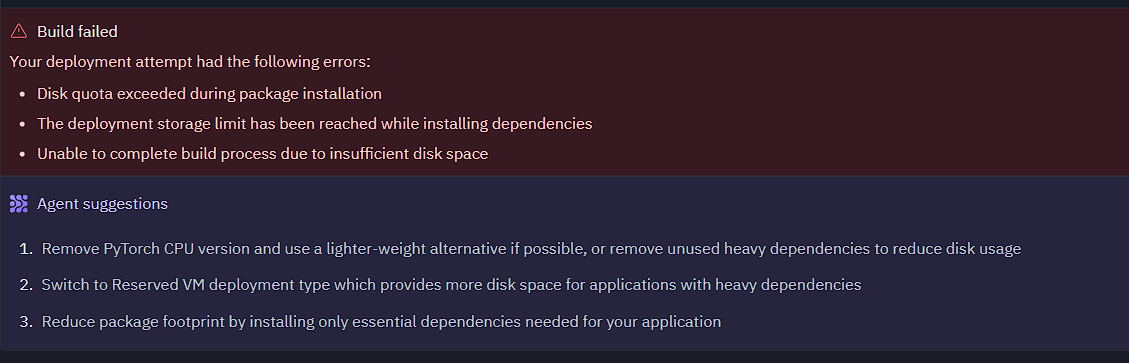 Build failed
Your deployment attempt had the following errors:
• Disk quota exceeded during package installation
• The deployment storage limit has been reached while installing dependencies
• Unable to complete build process due to insufficient disk space
Agent suggestions
1. Remove PyTorch CPU version and use a lighter-weight alternative if possible, or remove unused heavy dependencies to reduce disk usage
2. Switch to Reserved VM deployment type which provides more disk space for applications with heavy dependencies
3. Reduce package footprint by installing only essential dependencies needed for your application